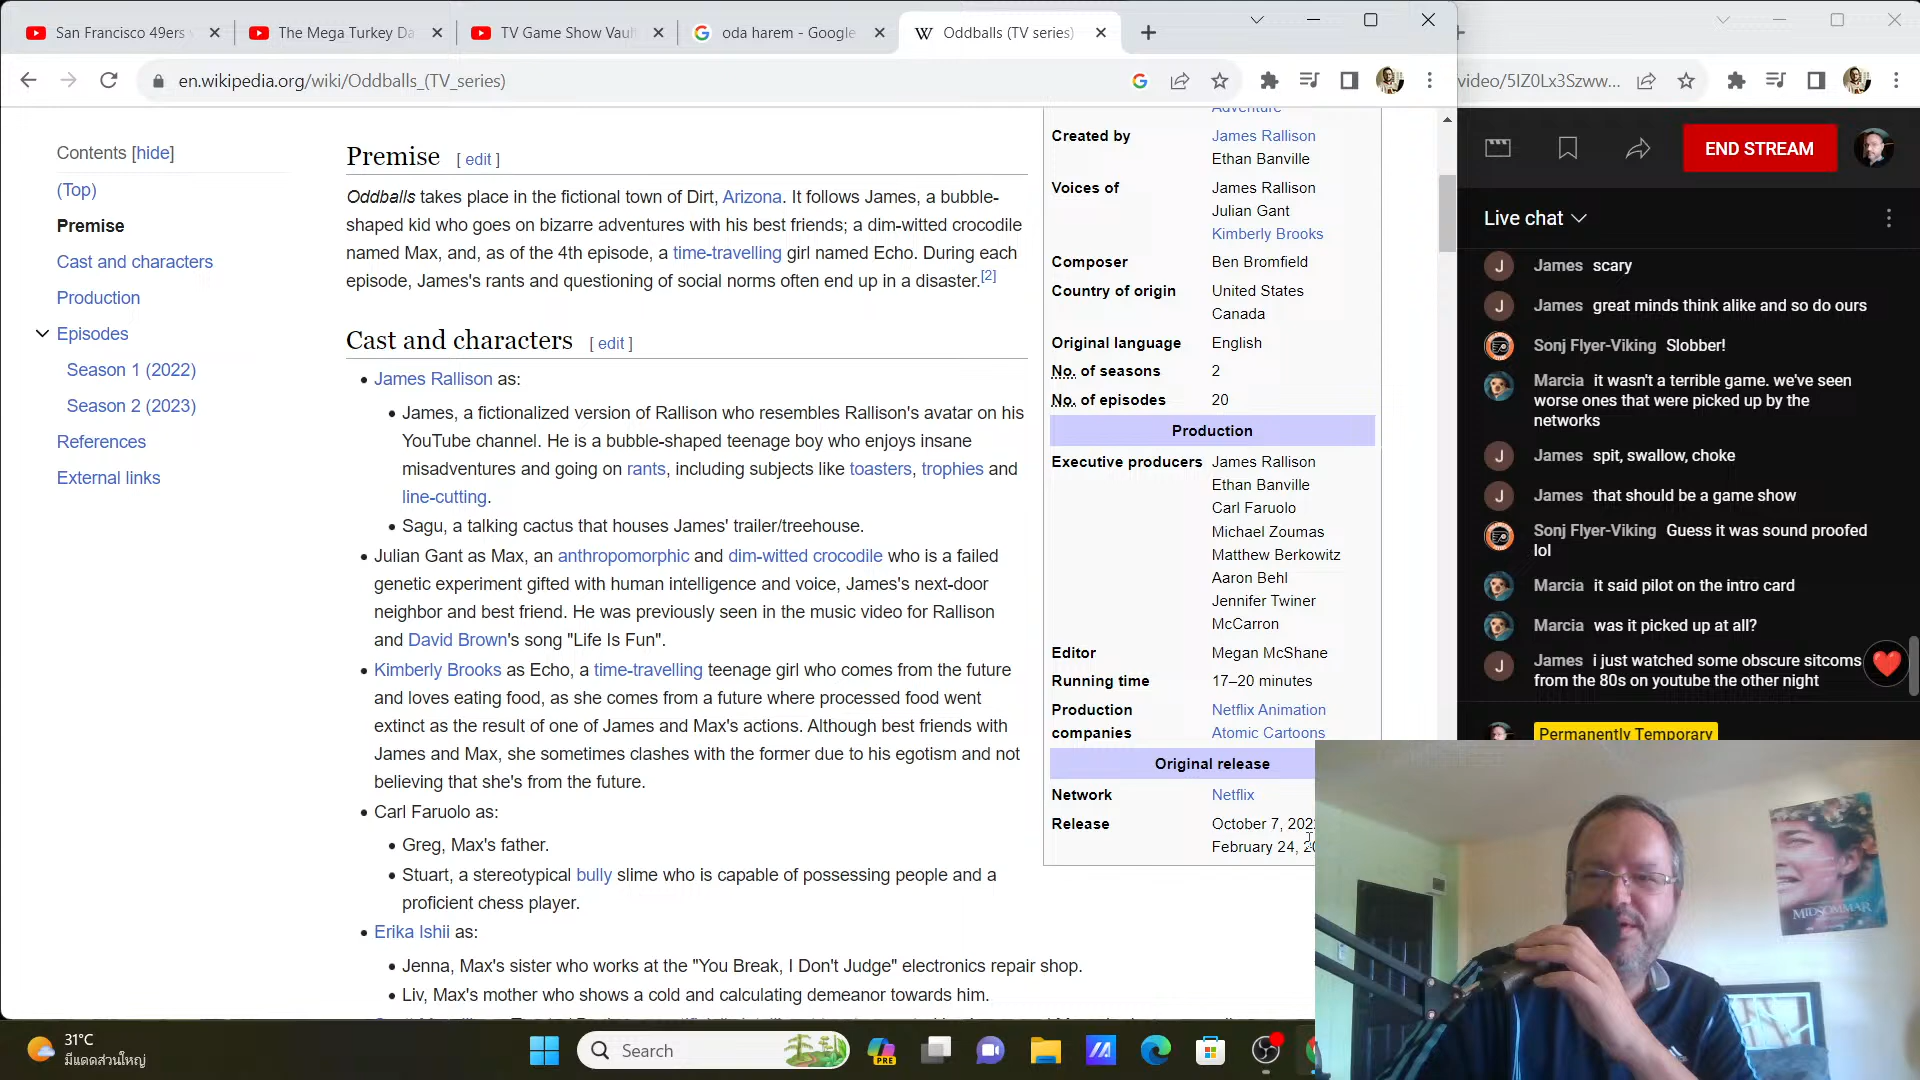 San Francisco 49ers
The Mega Turkey Da
TV Game Show Vaul
oda harem - Google
Oddballs (TV series)
en.wikipedia.org/wiki/Oddballs_(TV_series)
video/5IZ0Lx3Szww...
Contents [hide]
(Top)
Premise
Cast and characters
Production
Episodes
Season 1 (2022)
Season 2 (2023)
References
External links
Premise [ edit ]
Oddballs takes place in the fictional town of Dirt, Arizona. It follows James, a bubble-
shaped kid who goes on bizarre adventures with his best friends; a dim-witted crocodile
named Max, and, as of the 4th episode, a time-travelling girl named Echo. During each
episode, James's rants and questioning of social norms often end up in a disaster.[2]
Cast and characters [ edit ]
• James Rallison as:
• James, a fictionalized version of Rallison who resembles Rallison's avatar on his
YouTube channel. He is a bubble-shaped teenage boy who enjoys insane
misadventures and going on rants, including subjects like toasters, trophies and
line-cutting.
• Sagu, a talking cactus that houses James' trailer/treehouse.
• Julian Gant as Max, an anthropomorphic and dim-witted crocodile who is a failed
genetic experiment gifted with human intelligence and voice, James's next-door
neighbor and best friend. He was previously seen in the music video for Rallison
and David Brown's song "Life Is Fun".
• Kimberly Brooks as Echo, a time-travelling teenage girl who comes from the future
and loves eating food, as she comes from a future where processed food went
extinct as the result of one of James and Max's actions. Although best friends with
James and Max, she sometimes clashes with the former due to his egotism and not
believing that she's from the future.
• Carl Faruolo as:
• Greg, Max's father.
• Stuart, a stereotypical bully slime who is capable of possessing people and a
proficient chess player.
• Erika Ishii as:
• Jenna, Max's sister who works at the "You Break, I Don't Judge" electronics repair shop.
• Liv, Max's mother who shows a cold and calculating demeanor towards him.
Adventure
Created by James Rallison
Ethan Banville
Voices of James Rallison
Julian Gant
Kimberly Brooks
Composer Ben Bromfield
Country of origin United States
Canada
Original language English
No. of seasons 2
No. of episodes 20
Production
Executive producers James Rallison
Ethan Banville
Carl Faruolo
Michael Zoumas
Matthew Berkowitz
Aaron Behl
Jennifer Twiner
McCarron
Editor Megan McShane
Running time 17–20 minutes
Production Netflix Animation
companies Atomic Cartoons
Original release
Network Netflix
Release October 7, 202
February 24, 20
END STREAM
Live chat
J James scary
J James great minds think alike and so do ours
Sonj Flyer-Viking Slobber!
Marcia it wasn't a terrible game. we've seen
worse ones that were picked up by the
networks
J James spit, swallow, choke
J James that should be a game show
Sonj Flyer-Viking Guess it was sound proofed
lol
Marcia it said pilot on the intro card
Marcia was it picked up at all?
J James i just watched some obscure sitcoms
from the 80s on youtube the other night
Permanently Temporary
MIDSOMMAR
31°C
มีแดดส่วนใหญ่
Search
PRE